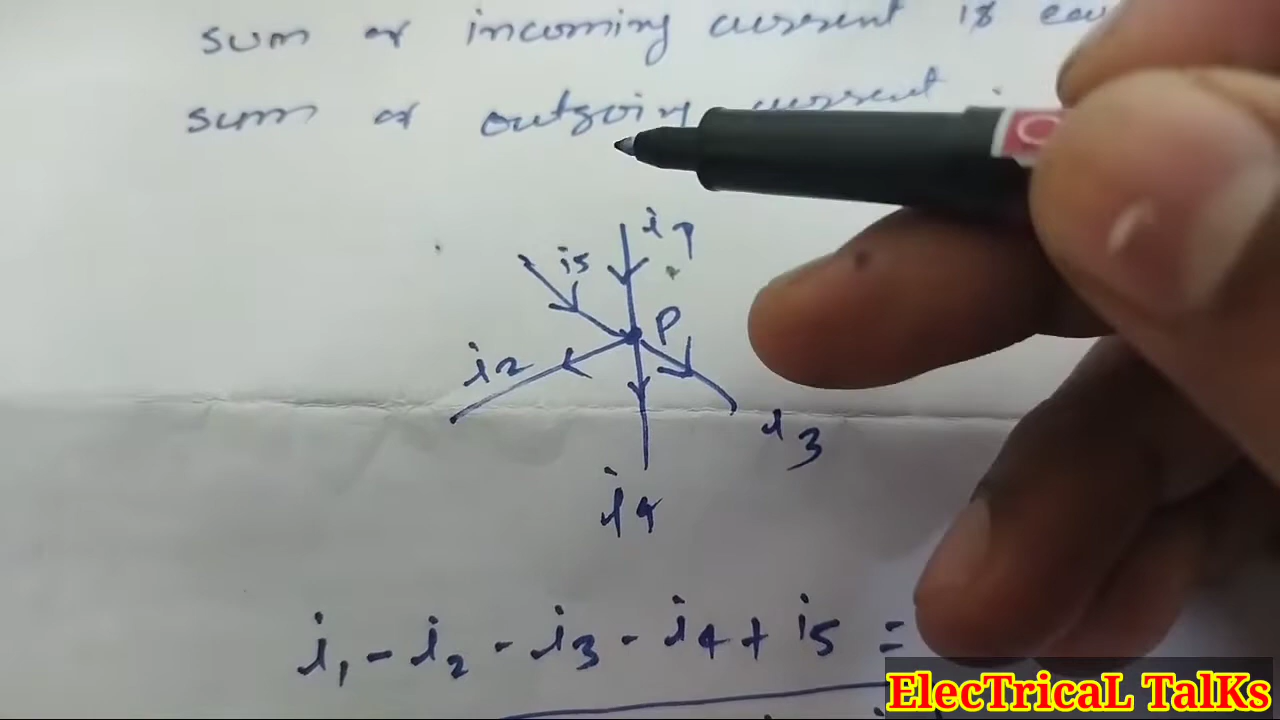 sum of incoming current is
sum of outgoing current.
i1
i5
P
i2
i3
i4
i1 - i2 - i3 - i4 + i5 =
ElecTricaL TalKs